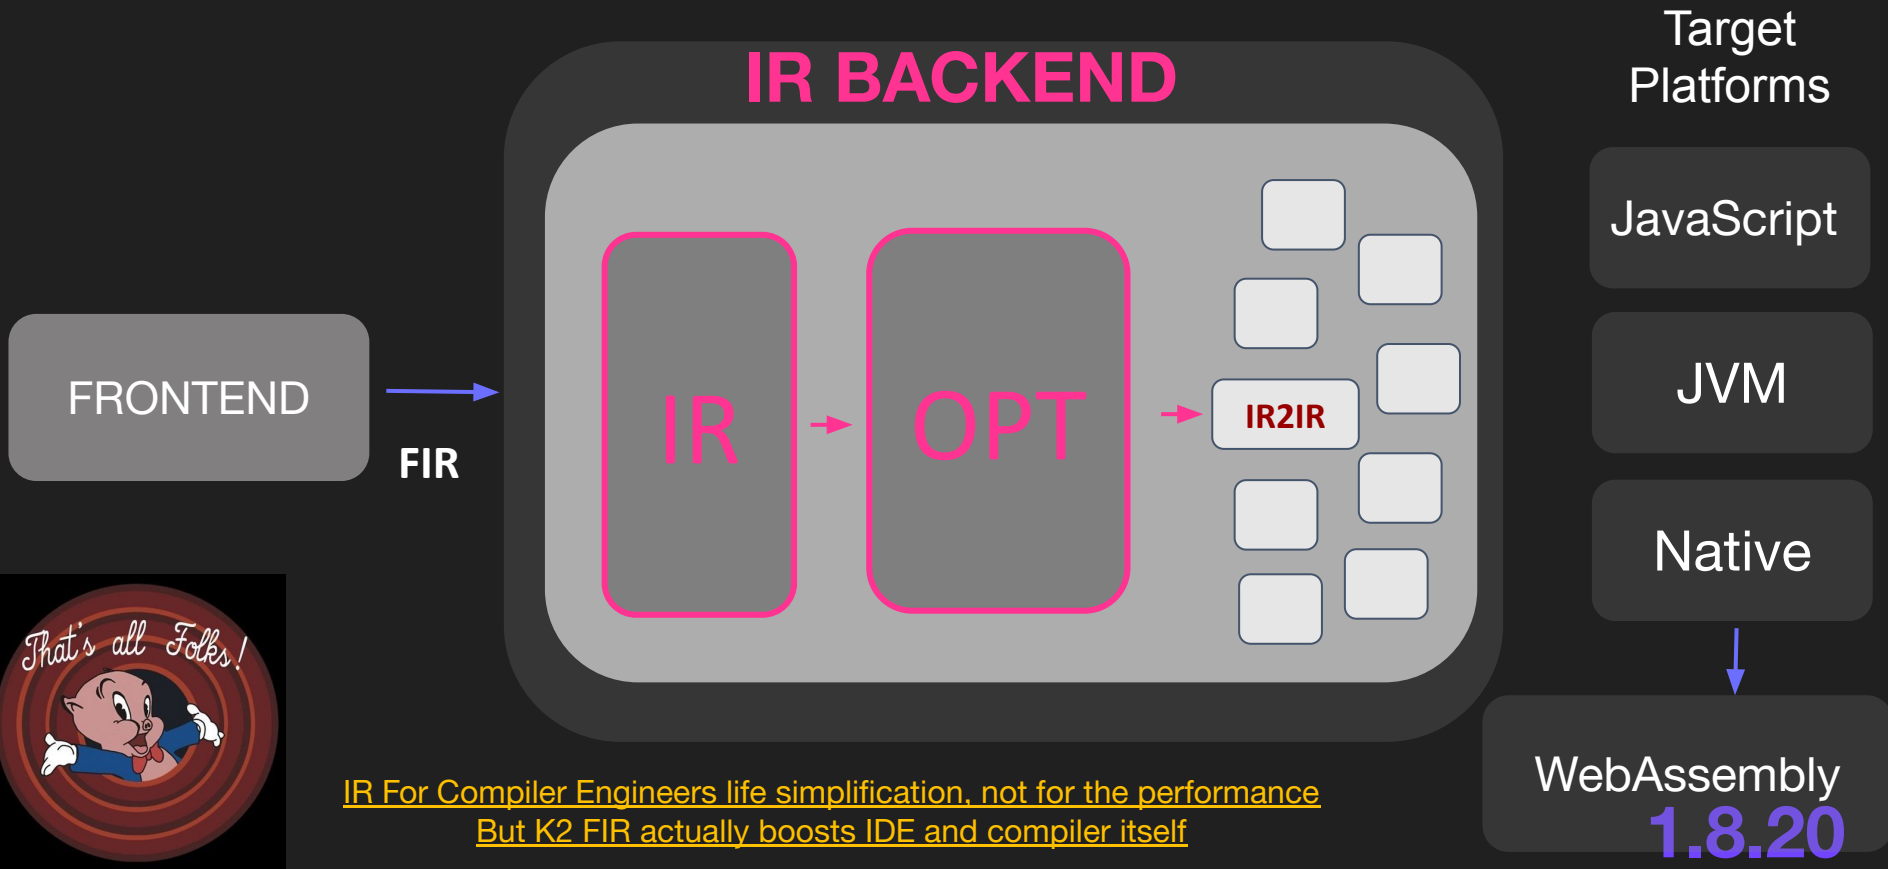 IR BACKEND
Target
Platforms
JavaScript
JVM
Native
WebAssembly
1.8.20
FRONTEND
FIR
IR
OPT
IR2IR
That's all Folks!
IR For Compiler Engineers life simplification, not for the performance
But K2 FIR actually boosts IDE and compiler itself